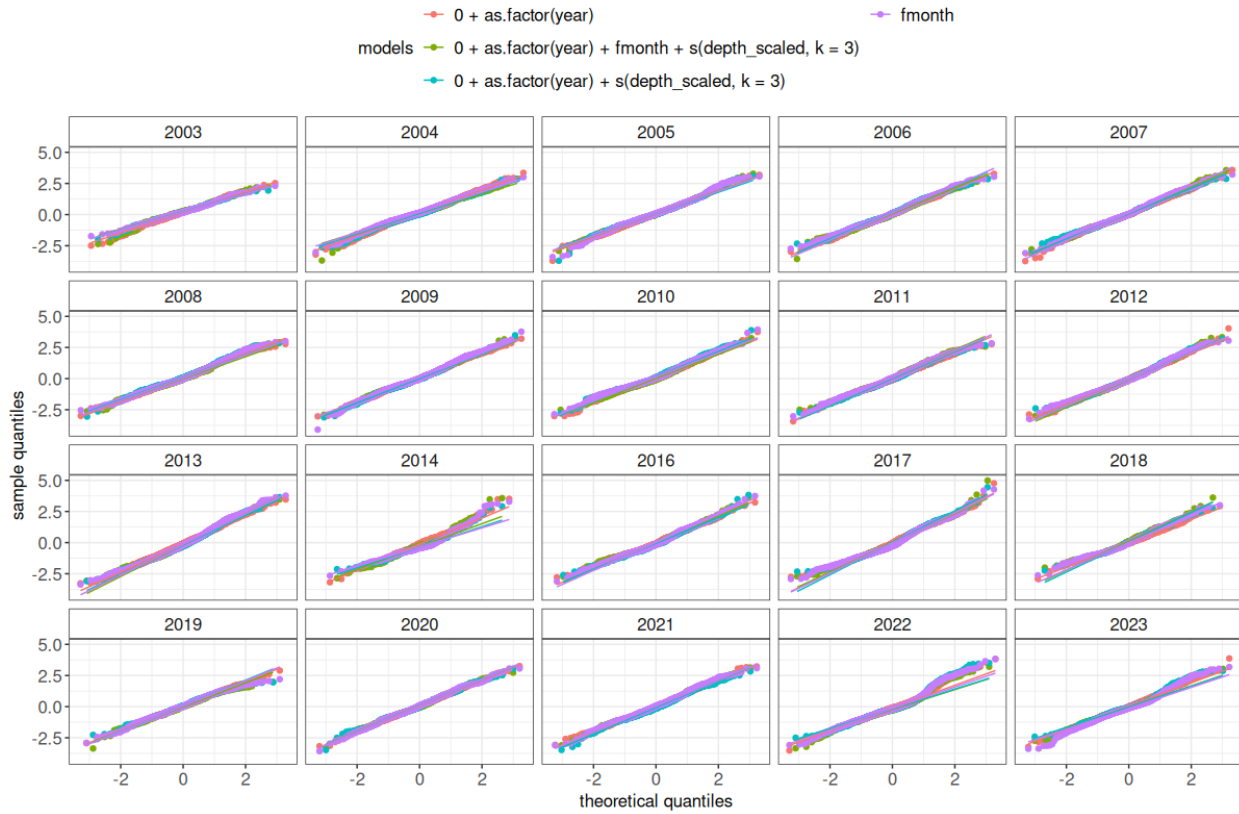 0 + as.factor(year) fmonth
models 0 + as.factor(year) + fmonth + s(depth_scaled, k = 3)
0 + as.factor(year) + s(depth_scaled, k = 3)
2003 2004 2005 2006 2007
5.0
2.5
0.0
-2.5
2008 2009 2010 2011 2012
5.0
2.5
0.0
-2.5
sample quantiles
2013 2014 2016 2017 2018
5.0
2.5
0.0
-2.5
2019 2020 2021 2022 2023
5.0
2.5
0.0
-2.5
-2 0 2 -2 0 2 -2 0 2 -2 0 2 -2 0 2
theoretical quantiles